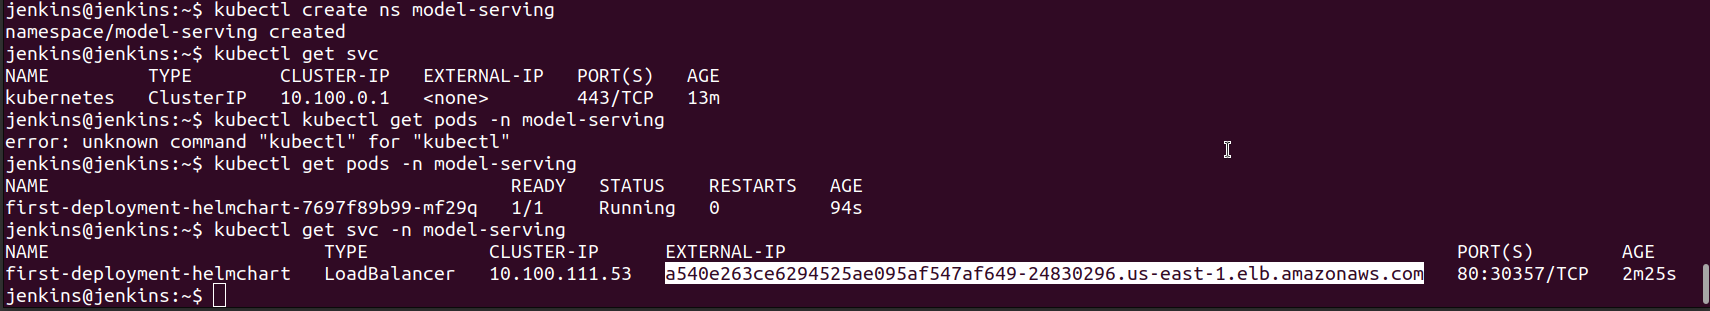 jenkins@jenkins:~$ kubectl create ns model-serving
namespace/model-serving created
jenkins@jenkins:~$ kubectl get svc
NAME         TYPE        CLUSTER-IP   EXTERNAL-IP   PORT(S)   AGE
kubernetes   ClusterIP   10.100.0.1   <none>        443/TCP   13m
jenkins@jenkins:~$ kubectl kubectl get pods -n model-serving
error: unknown command "kubectl" for "kubectl"
jenkins@jenkins:~$ kubectl get pods -n model-serving
NAME                                          READY   STATUS    RESTARTS   AGE
first-deployment-helmchart-7697f89b99-mf29q   1/1     Running   0          94s
jenkins@jenkins:~$ kubectl get svc -n model-serving
NAME                         TYPE           CLUSTER-IP      EXTERNAL-IP                                                             PORT(S)        AGE
first-deployment-helmchart   LoadBalancer   10.100.111.53   a540e263ce6294525ae095af547af649-24830296.us-east-1.elb.amazonaws.com   80:30357/TCP   2m25s
jenkins@jenkins:~$